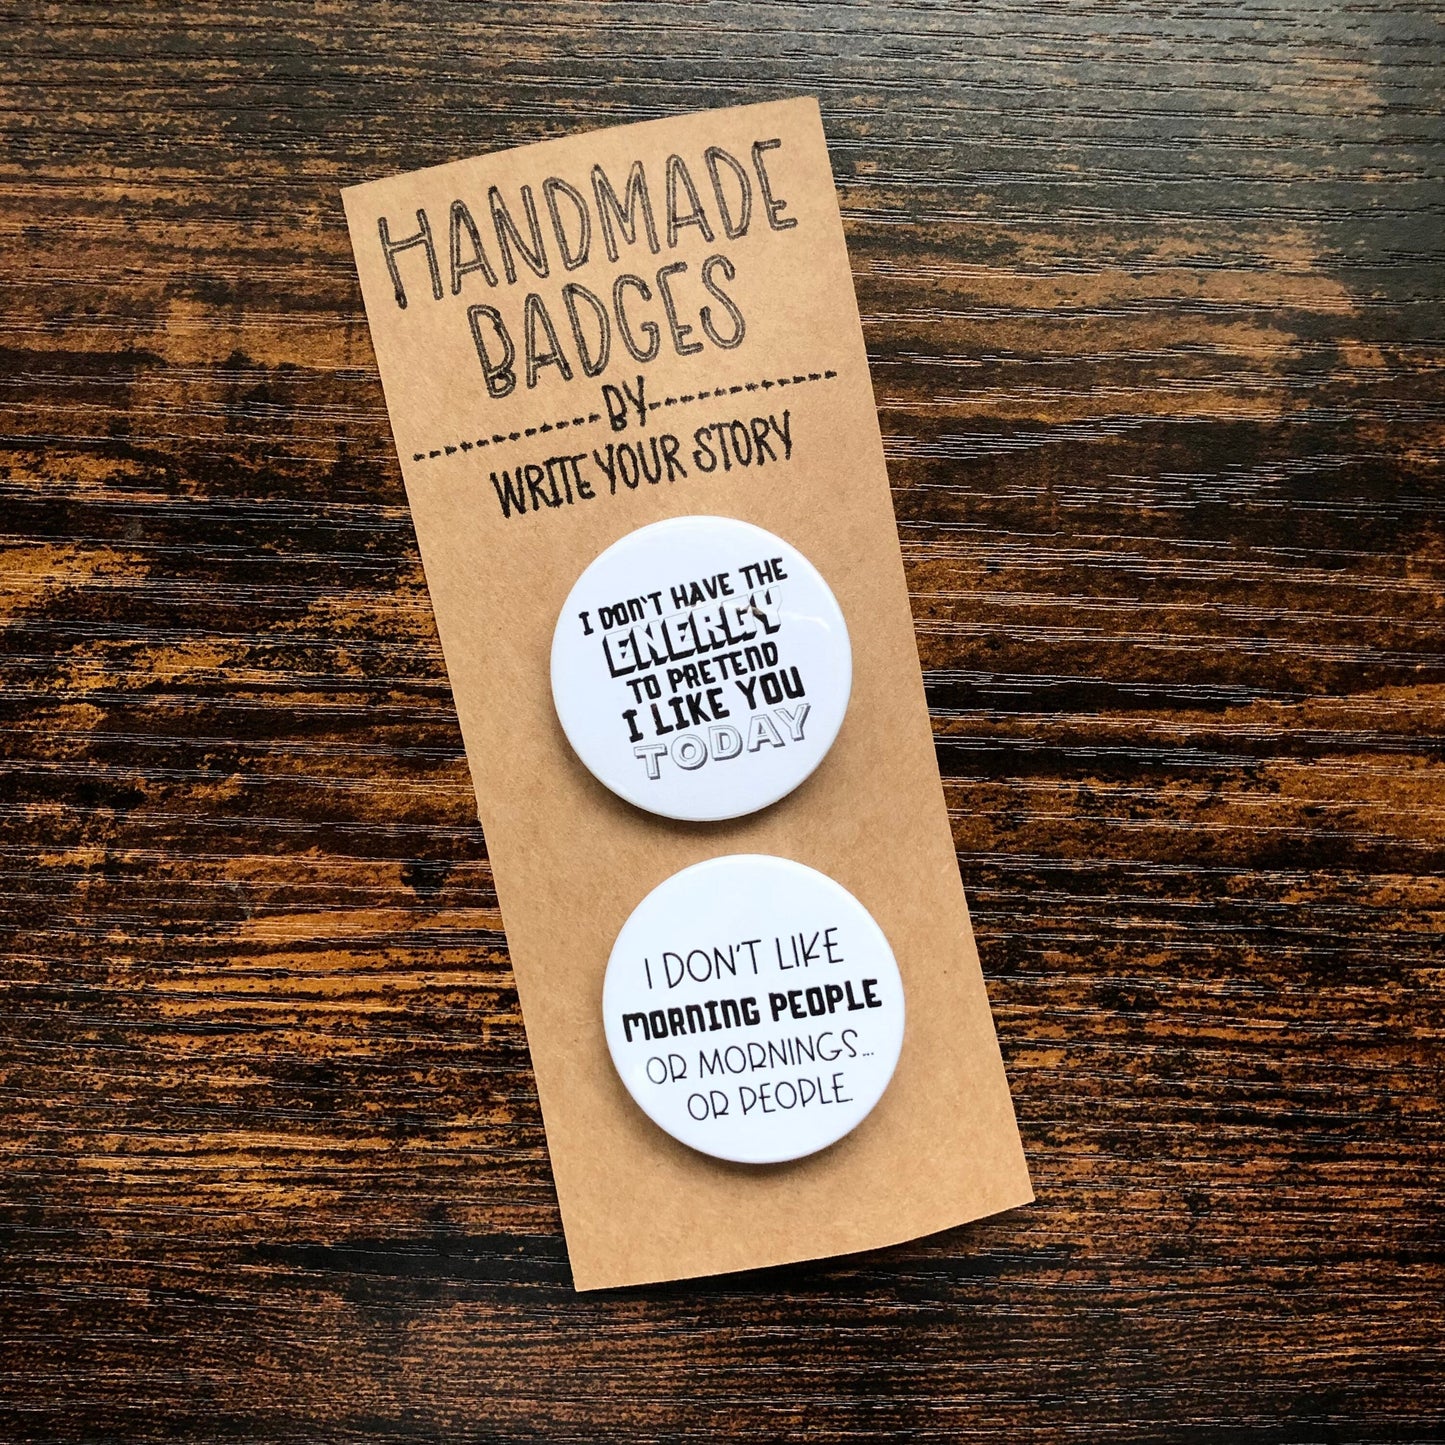 HANDMADE
BADGES
BY
WRITE YOUR STORY
I DON'T HAVE THE
ENERGY
TO PRETEND
I LIKE YOU
TODAY
I DON'T LIKE
MORNING PEOPLE
OR MORNINGS...
OR PEOPLE.